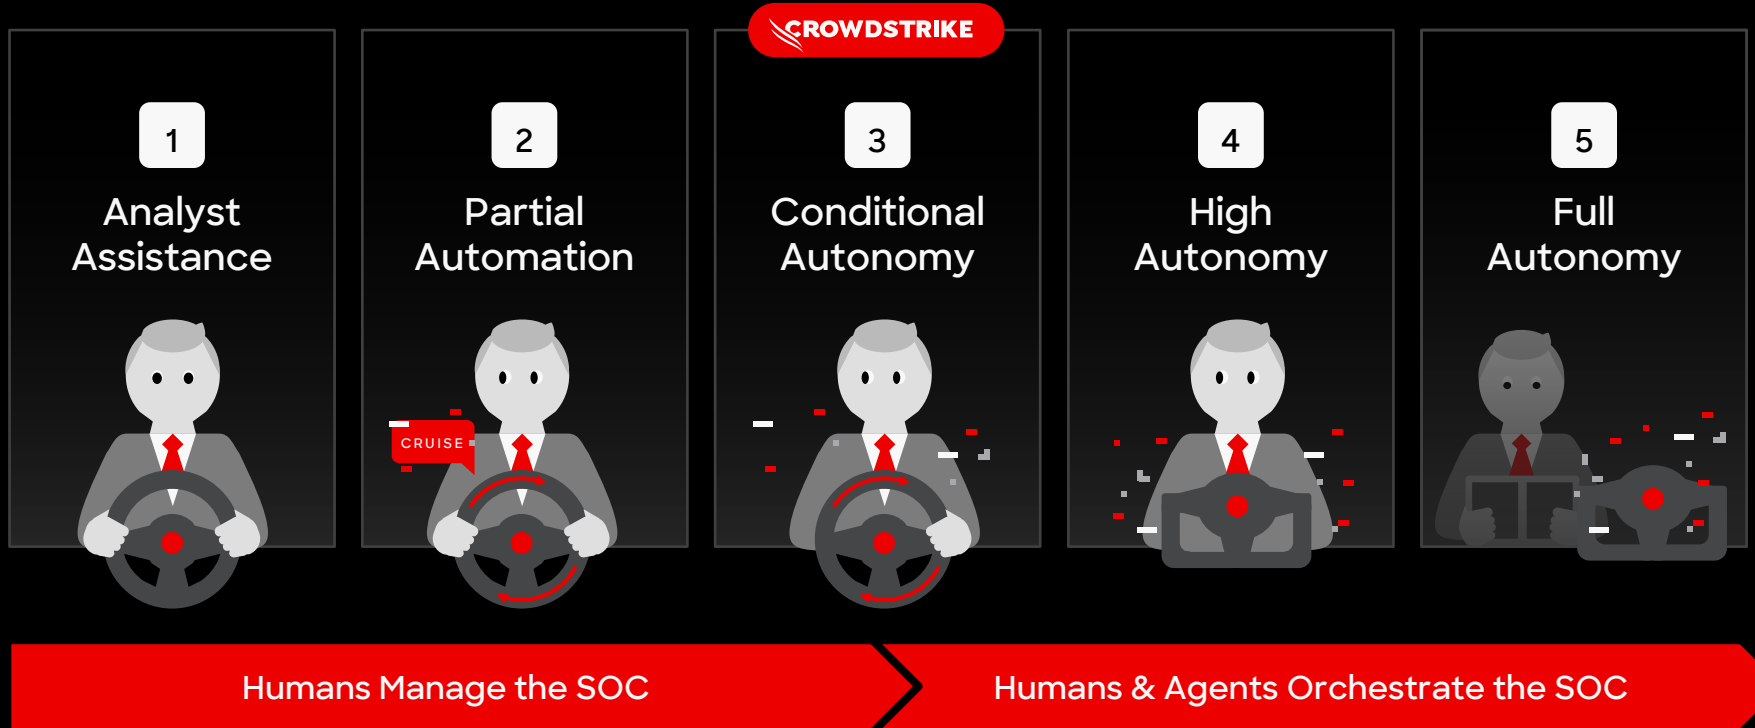 CROWDSTRIKE
1
Analyst
Assistance
2
Partial
Automation
CRUISE
3
Conditional
Autonomy
4
High
Autonomy
5
Full
Autonomy
Humans Manage the SOC
Humans & Agents Orchestrate the SOC